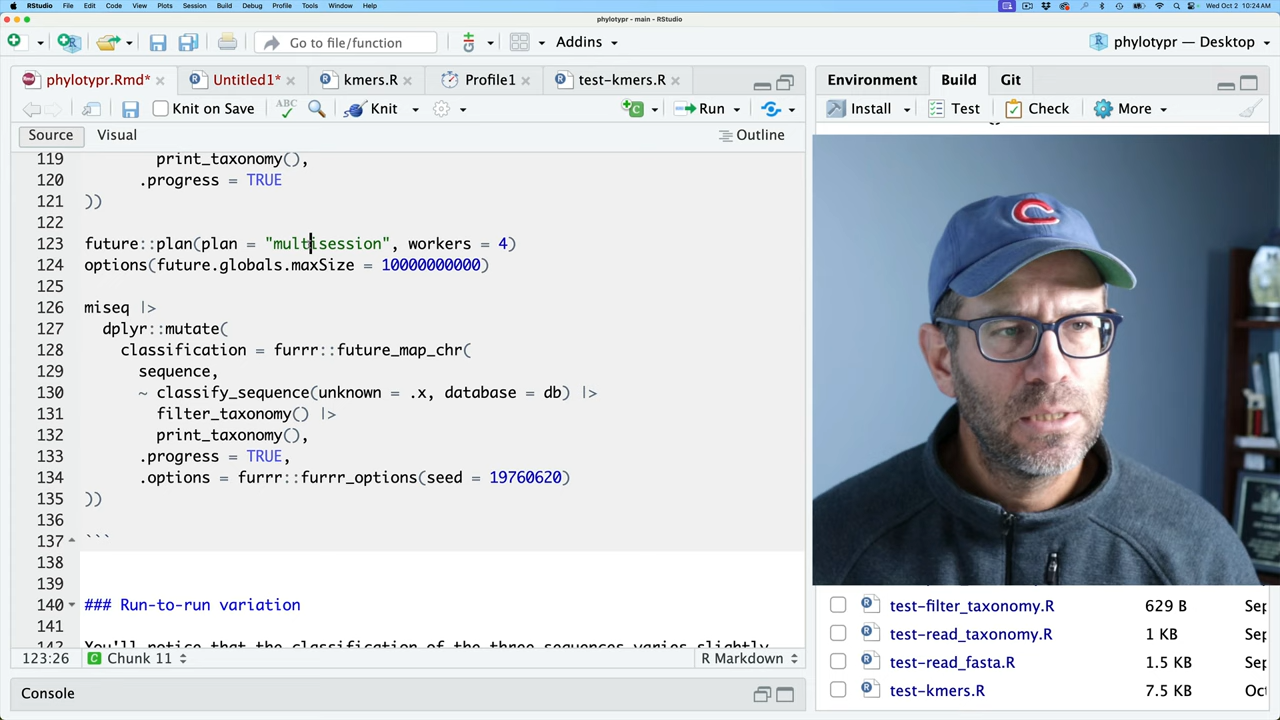 RStudio File Edit Code View Plots Session Build Debug Profile Tools Window Help
Wed Oct 2 10:24 AM
phylotypr - main - RStudio
Go to file/function
Addins
phylotypr — Desktop
phylotypr.Rmd*
Untitled1*
kmers.R
Profile1
test-kmers.R
Environment
Build
Git
Knit on Save
ABC
Knit
Run
Install
Test
Check
More
Source
Visual
Outline
119 print_taxonomy(),
120 .progress = TRUE
121 ))
122
123 future::plan(plan = "multisession", workers = 4)
124 options(future.globals.maxSize = 10000000000)
125
126 miseq |>
127 dplyr::mutate(
128 classification = furrr::future_map_chr(
129 sequence,
130 ~ classify_sequence(unknown = .x, database = db) |>
131 filter_taxonomy() |>
132 print_taxonomy(),
133 .progress = TRUE,
134 .options = furrr::furrr_options(seed = 19760620)
135 ))
136
137 ```
138
139
140 ### Run-to-run variation
141
142 You'll notice that the classification of the three sequences varies slightly
123:26 Chunk 11
R Markdown
Console
C
test-filter_taxonomy.R 629 B Sep
test-read_taxonomy.R 1 KB Sep
test-read_fasta.R 1.5 KB Sep
test-kmers.R 7.5 KB Oct